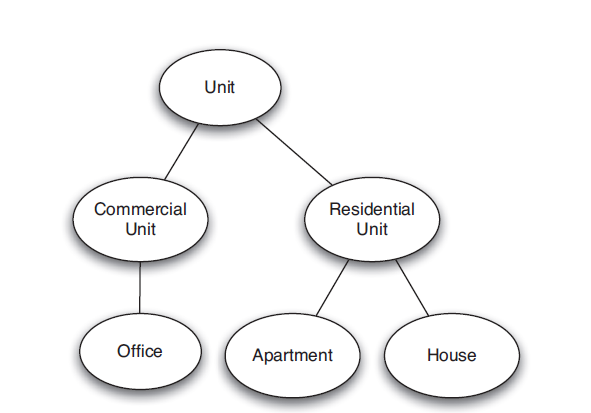 Unit
Commercial
Unit
Residential
Unit
Office
Apartment
House